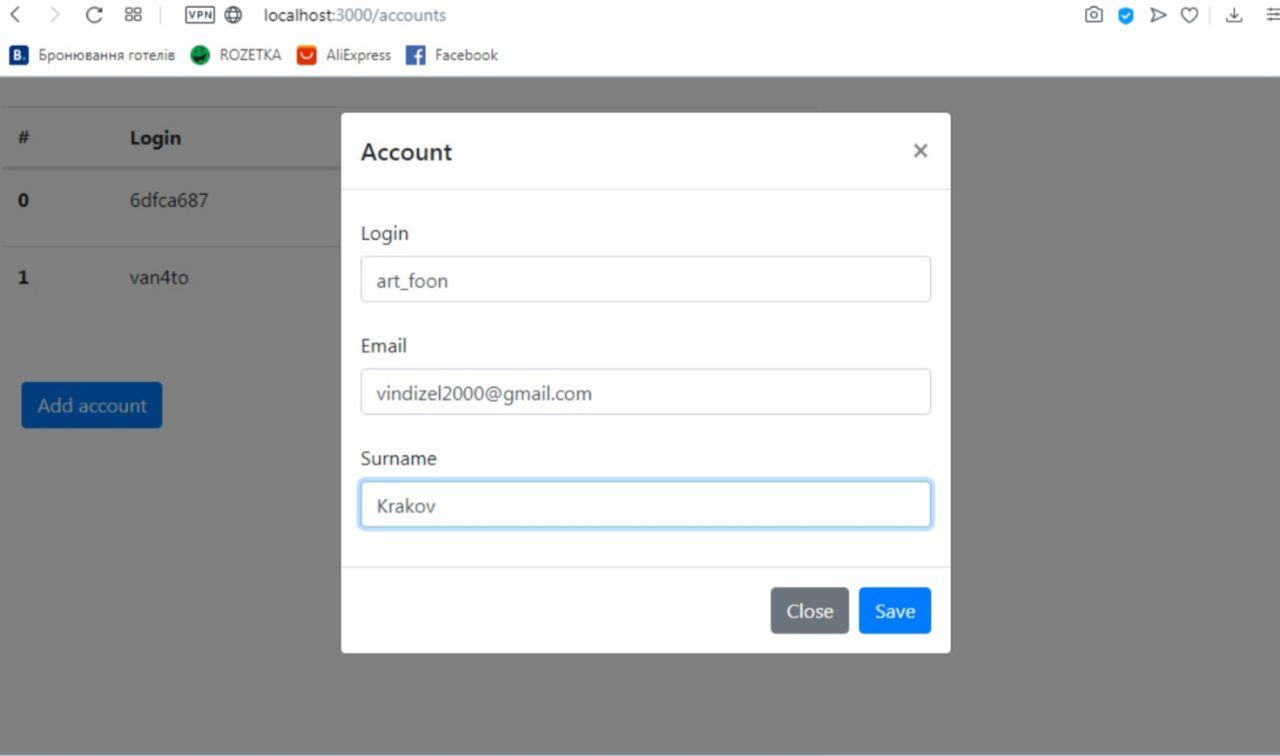 VPN localhost:3000/accounts
B. Бронювання готелів ROZETKA AliExpress f Facebook
# Login
0 6dfca687
1 van4to
Add account
Account ×
Login
art_foon
Email
vindizel2000@gmail.com
Surname
Krakov
Close Save